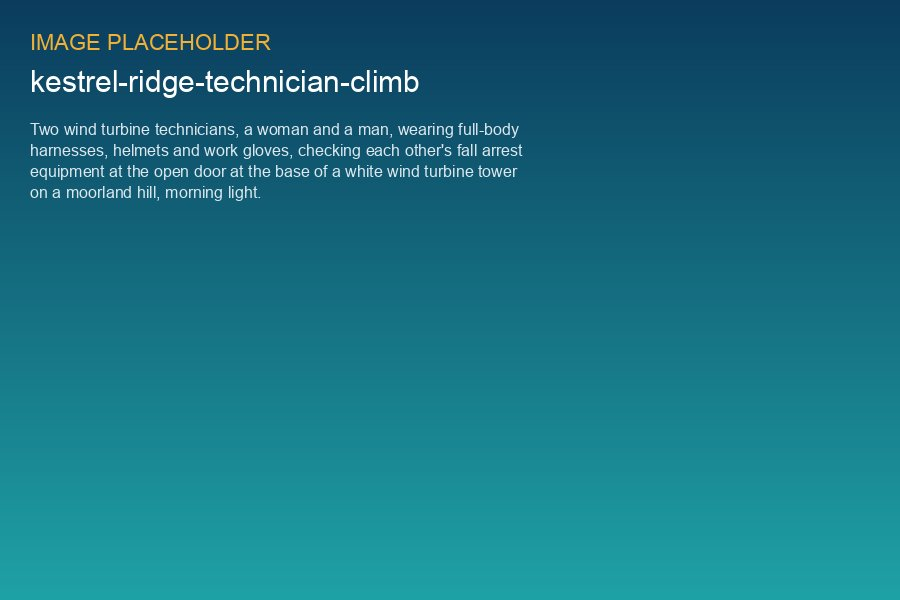 IMAGE PLACEHOLDER
kestrel-ridge-technician-climb
Two wind turbine technicians, a woman and a man, wearing full-body
harnesses, helmets and work gloves, checking each other's fall arrest
equipment at the open door at the base of a white wind turbine tower
on a moorland hill, morning light.